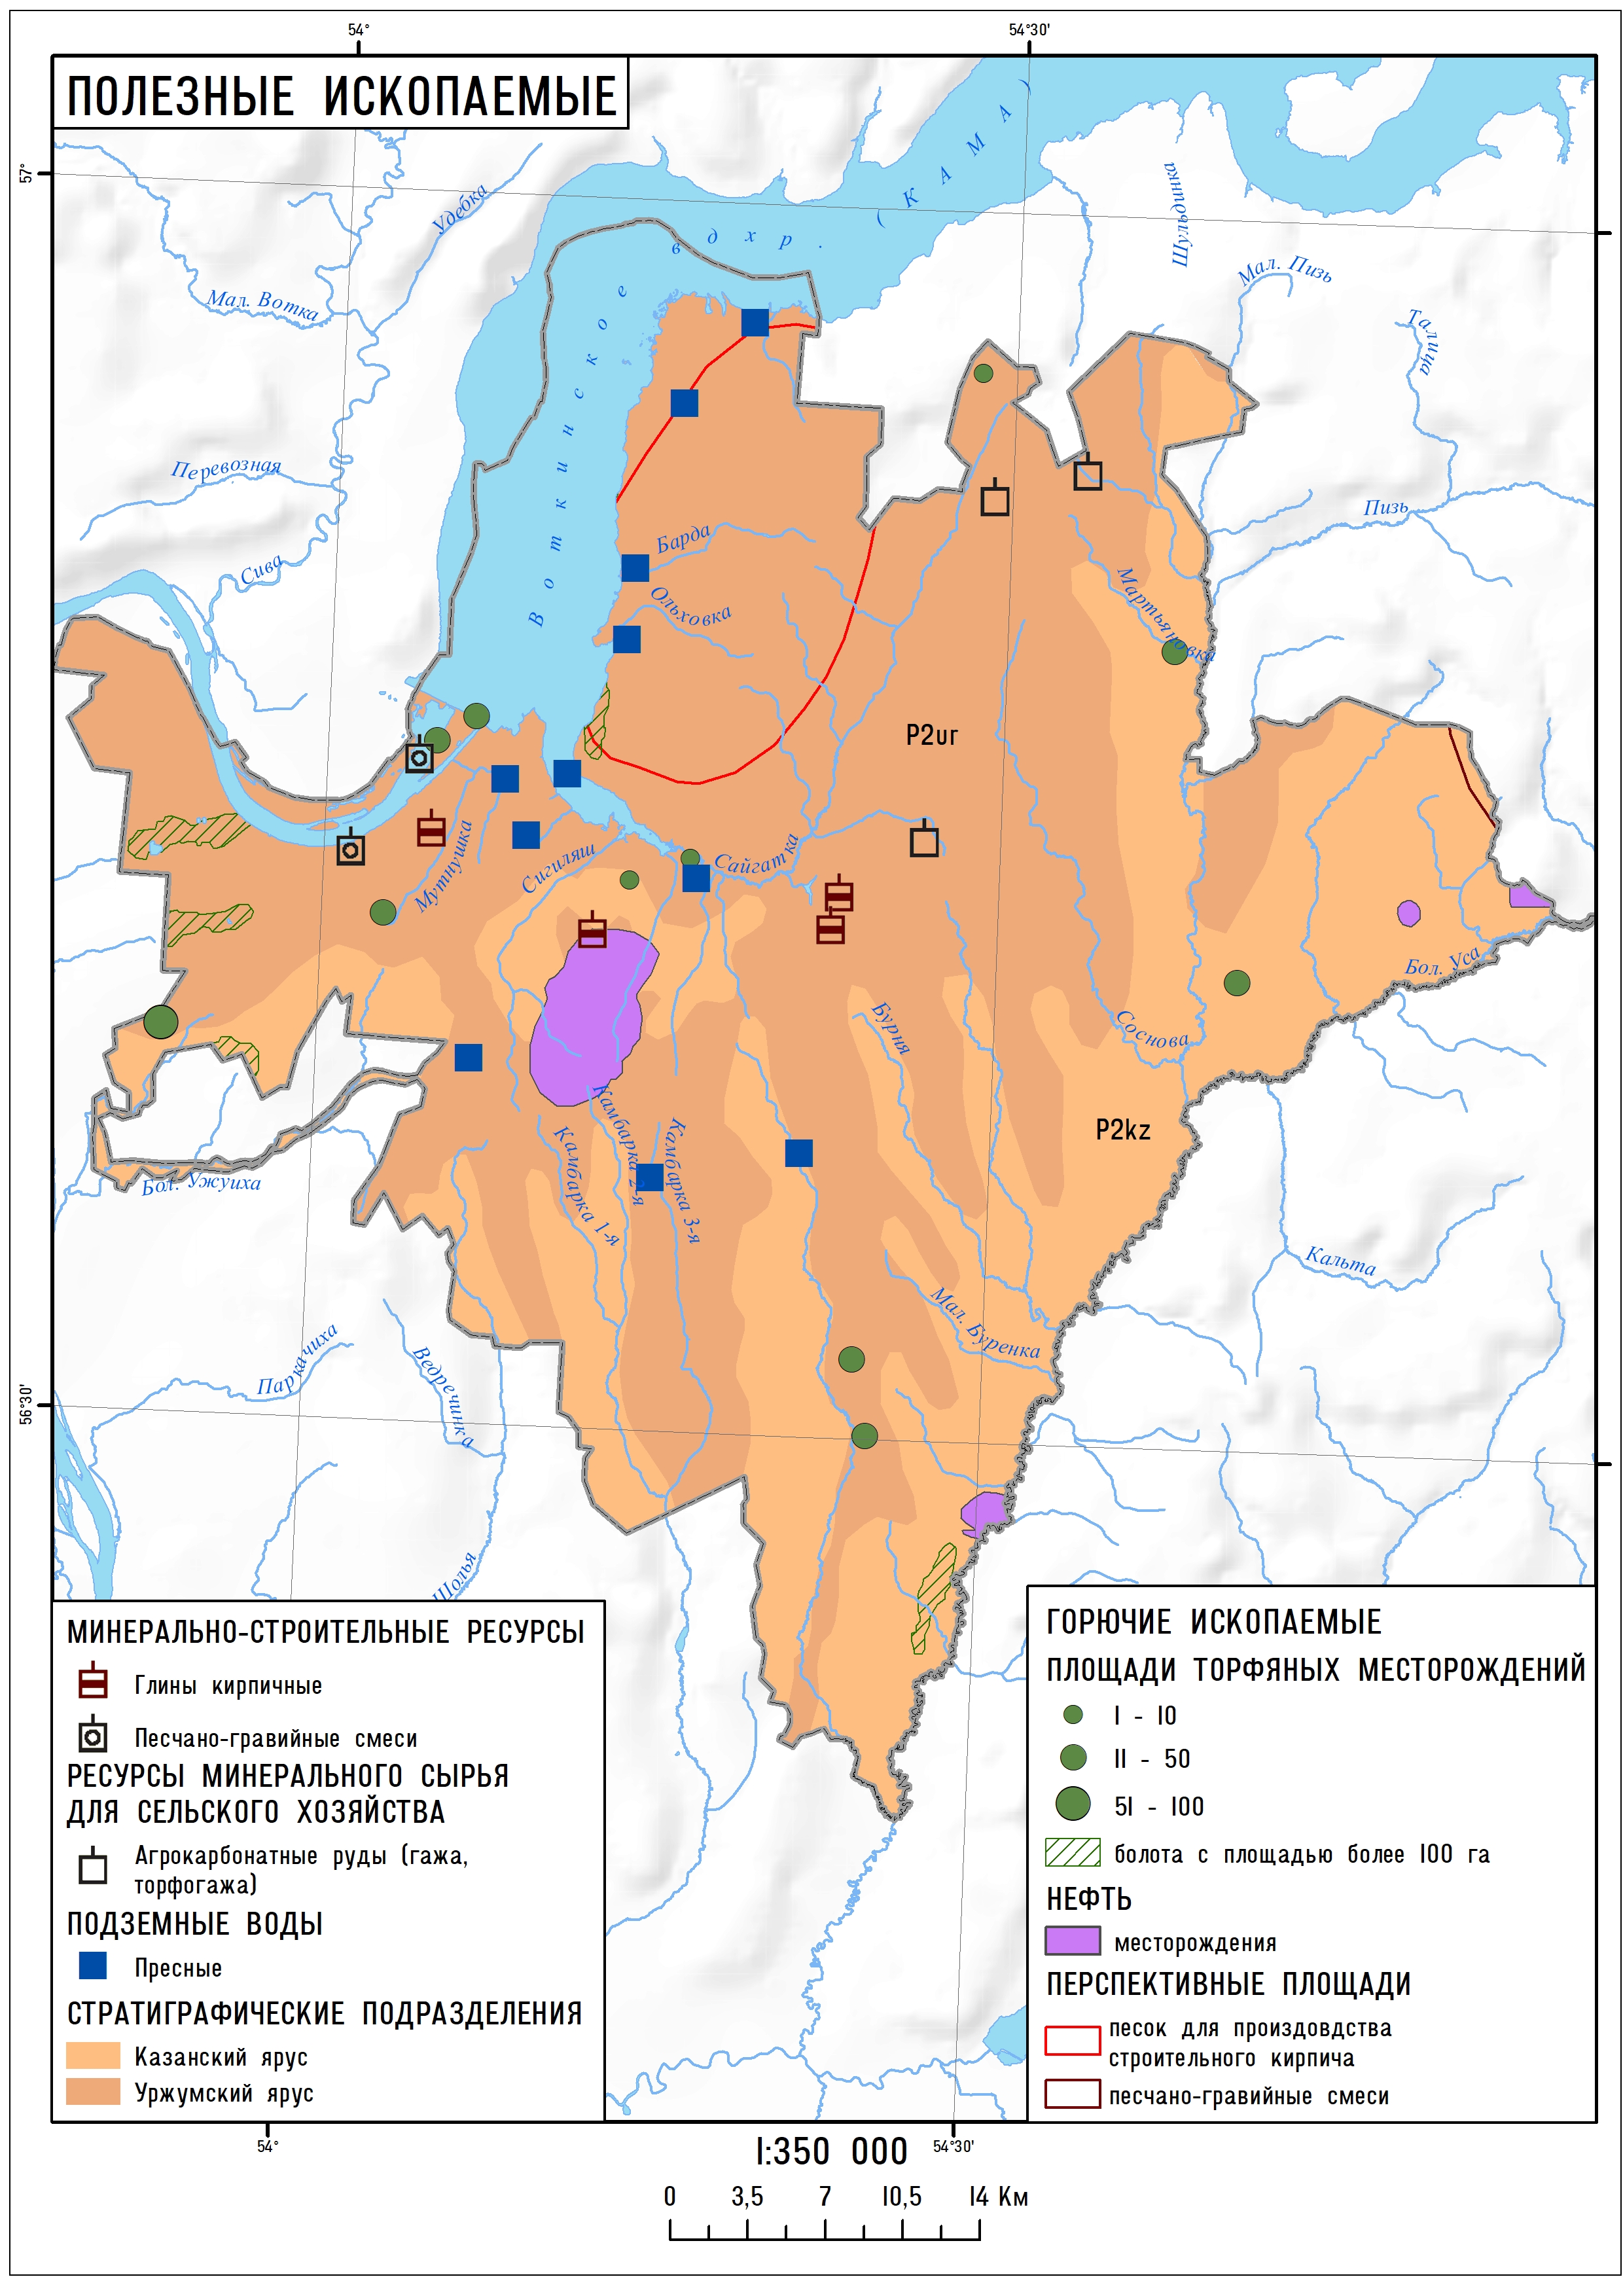 54°
54°30'
ПОЛЕЗНЫЕ ИСКОПАЕМЫЕ
57°
( К А М А )
Шульдинка
Удебка
в д х р .
Мал. Пизь
Мал. Вотка
Талица
Воткинское
Перевозная
Пизь
Барда
Сива
Мартьяновка
Ольховка
P2ur
Мутнушка
Сигиляш
Сайгатка
Бол. Уса
Бурня
Соснова
Камбарка 2-я
P2kz
Камбарка 1-я
Камбарка 3-я
Бол. Ужуиха
Кальта
Мал. Буренка
Паркачиха
Ведречинка
56°30'
Шолья
МИНЕРАЛЬНО-СТРОИТЕЛЬНЫЕ РЕСУРСЫ
Глины кирпичные
Песчано-гравийные смеси
РЕСУРСЫ МИНЕРАЛЬНОГО СЫРЬЯ
ДЛЯ СЕЛЬСКОГО ХОЗЯЙСТВА
Агрокарбонатные руды (гажа,
торфогажа)
ПОДЗЕМНЫЕ ВОДЫ
Пресные
СТРАТИГРАФИЧЕСКИЕ ПОДРАЗДЕЛЕНИЯ
Казанский ярус
Уржумский ярус
ГОРЮЧИЕ ИСКОПАЕМЫЕ
ПЛОЩАДИ ТОРФЯНЫХ МЕСТОРОЖДЕНИЙ
1 - 10
11 - 50
51 - 100
болота с площадью более 100 га
НЕФТЬ
месторождения
ПЕРСПЕКТИВНЫЕ ПЛОЩАДИ
песок для произдовдства
строительного кирпича
песчано-гравийные смеси
54°
1:350 000
54°30'
0 3,5 7 10,5 14 Км